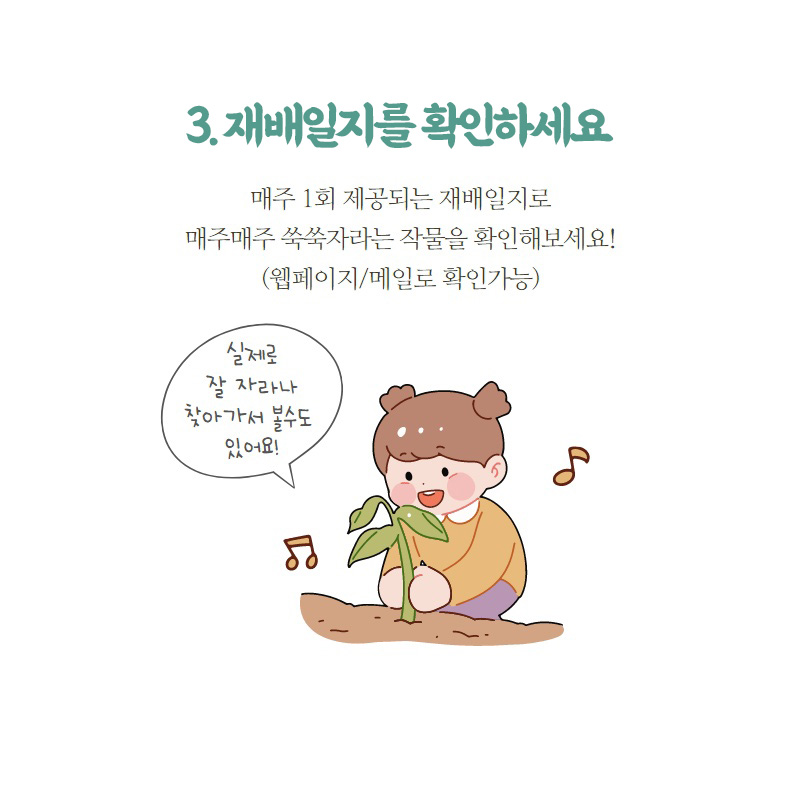 3. 재배일지를 확인하세요
매주 1회 제공되는 재배일지로
매주매주 쑥쑥자라는 작물을 확인해보세요!
(웹페이지/메일로 확인가능)
실제로
잘 자라나
찾아가서 볼수도
있어요!